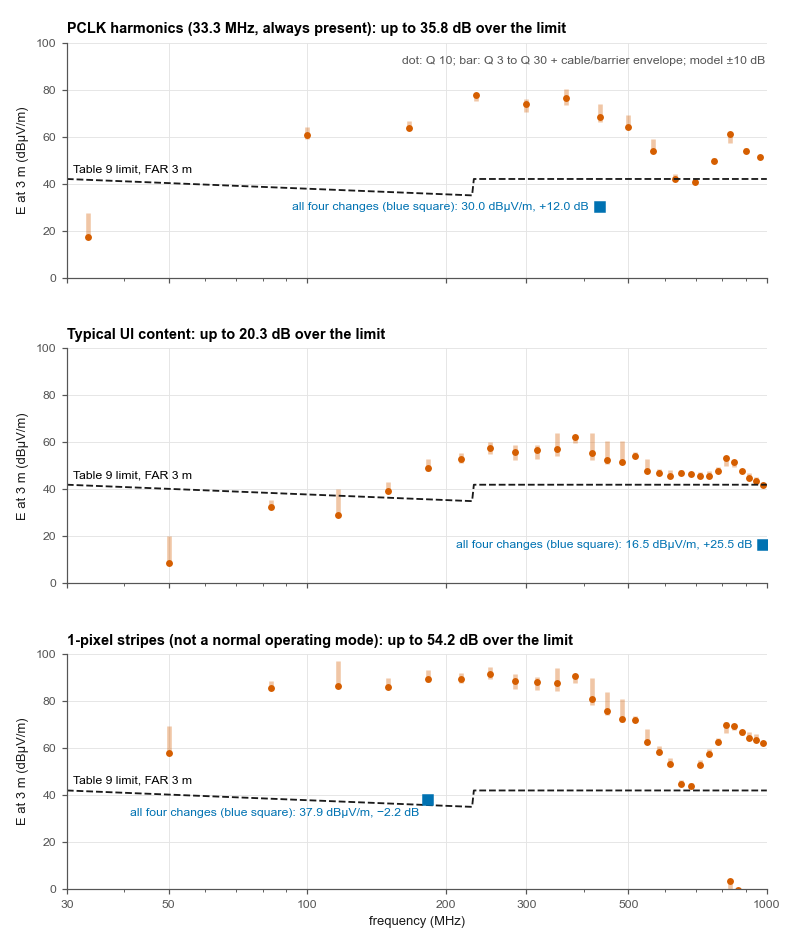 PCLK harmonics (33.3 MHz, always present): up to 35.8 dB over the limit
100
dot: Q 10; bar: Q 3 to Q 30 + cable/barrier envelope; model ±10 dB
80
E at 3 m (dBµV/m)
60
Table 9 limit, FAR 3 m
40
all four changes (blue square): 30.0 dBµV/m, +12.0 dB
20
0
Typical UI content: up to 20.3 dB over the limit
100
80
E at 3 m (dBµV/m)
60
Table 9 limit, FAR 3 m
40
all four changes (blue square): 16.5 dBµV/m, +25.5 dB
20
0
1-pixel stripes (not a normal operating mode): up to 54.2 dB over the limit
100
80
E at 3 m (dBµV/m)
60
Table 9 limit, FAR 3 m
40
all four changes (blue square): 37.9 dBµV/m, −2.2 dB
20
0
30 50 100 200 300 500 1000
frequency (MHz)